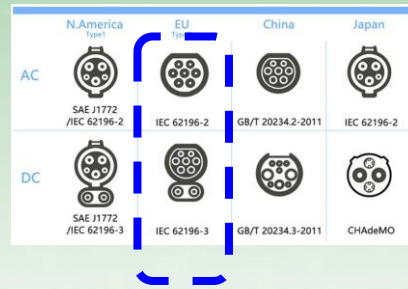 N.America EU China Japan
Type1
AC
SAE J1772
/IEC 62196-2 IEC 62196-2 GB/T 20234.2-2011 IEC 62196-2
DC
SAE J1772
/IEC 62196-3 IEC 62196-3 GB/T 20234.3-2011 CHAdeMO